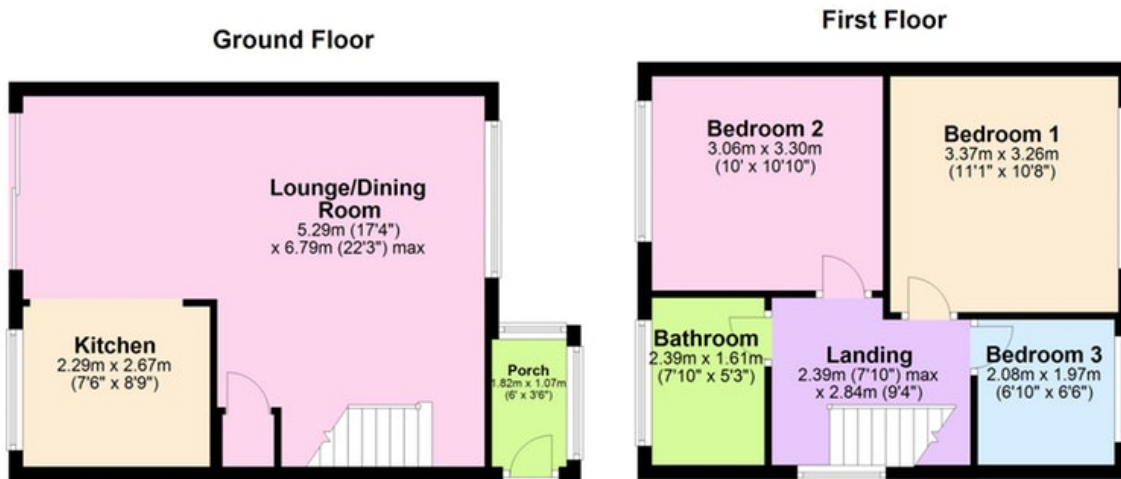 Ground Floor
Lounge/Dining
Room
5.29m (17'4")
x 6.79m (22'3") max
Kitchen
2.29m x 2.67m
(7'6" x 8'9")
Porch
1.82m x 1.07m
(6' x 3'6")
First Floor
Bedroom 2
3.06m x 3.30m
(10' x 10'10")
Bedroom 1
3.37m x 3.26m
(11'1" x 10'8")
Bathroom
2.39m x 1.61m
(7'10" x 5'3")
Landing
2.39m (7'10") max
x 2.84m (9'4")
Bedroom 3
2.08m x 1.97m
(6'10" x 6'6")